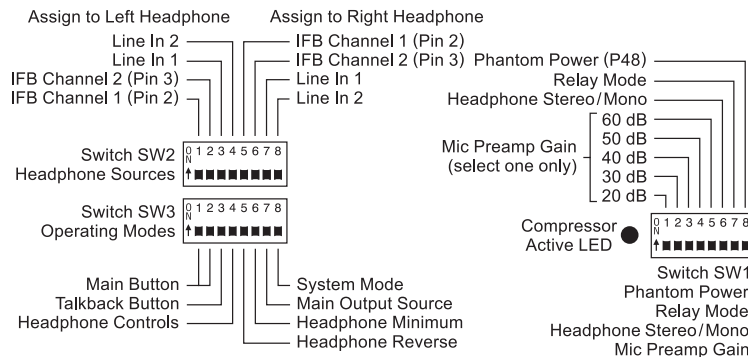 Assign to Left Headphone
Assign to Right Headphone
Line In 2
Line In 1
IFB Channel 2 (Pin 3)
IFB Channel 1 (Pin 2)
IFB Channel 1 (Pin 2)
IFB Channel 2 (Pin 3)
Line In 1
Line In 2
Switch SW2
Headphone Sources
ON 1 2 3 4 5 6 7 8
Switch SW3
Operating Modes
ON 1 2 3 4 5 6 7 8
Main Button
Talkback Button
Headphone Controls
System Mode
Main Output Source
Headphone Minimum
Headphone Reverse
Phantom Power (P48)
Relay Mode
Headphone Stereo/Mono
60 dB
50 dB
40 dB
30 dB
20 dB
Mic Preamp Gain
(select one only)
Compressor
Active LED
ON 1 2 3 4 5 6 7 8
Switch SW1
Phantom Power
Relay Mode
Headphone Stereo/Mono
Mic Preamp Gain